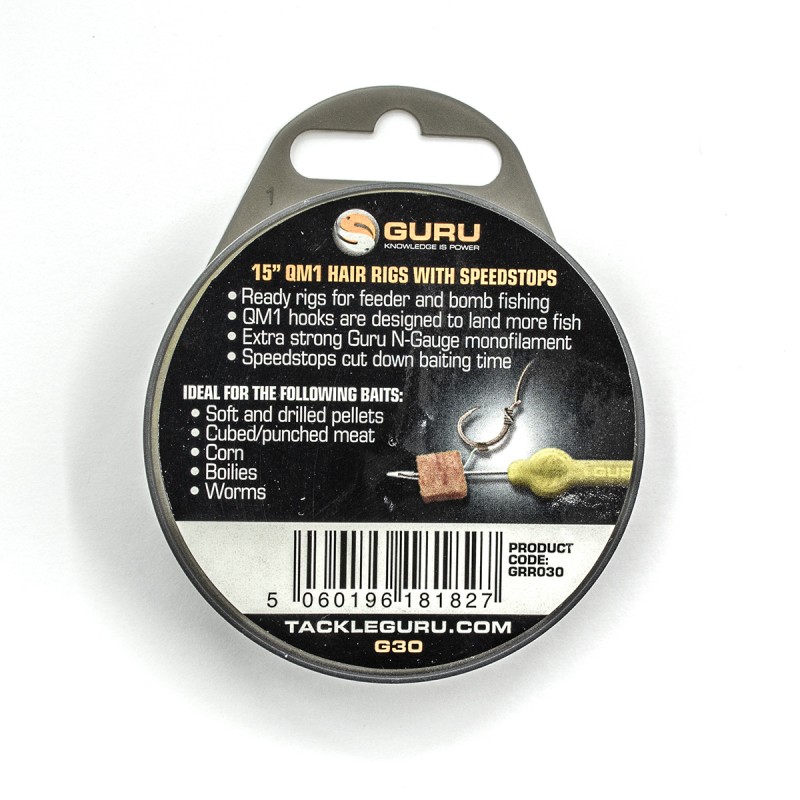 GURU
KNOWLEDGE IS POWER
15” QM1 HAIR RIGS WITH SPEEDSTOPS
• Ready rigs for feeder and bomb fishing
• QM1 hooks are designed to land more fish
• Extra strong Guru N-Gauge monofilament
• Speedstops cut down baiting time
IDEAL FOR THE FOLLOWING BAITS:
• Soft and drilled pellets
• Cubed/punched meat
• Corn
• Boilies
• Worms
PRODUCT
CODE:
GRR030
5 060196 181827
TACKLEGURU.COM
G30